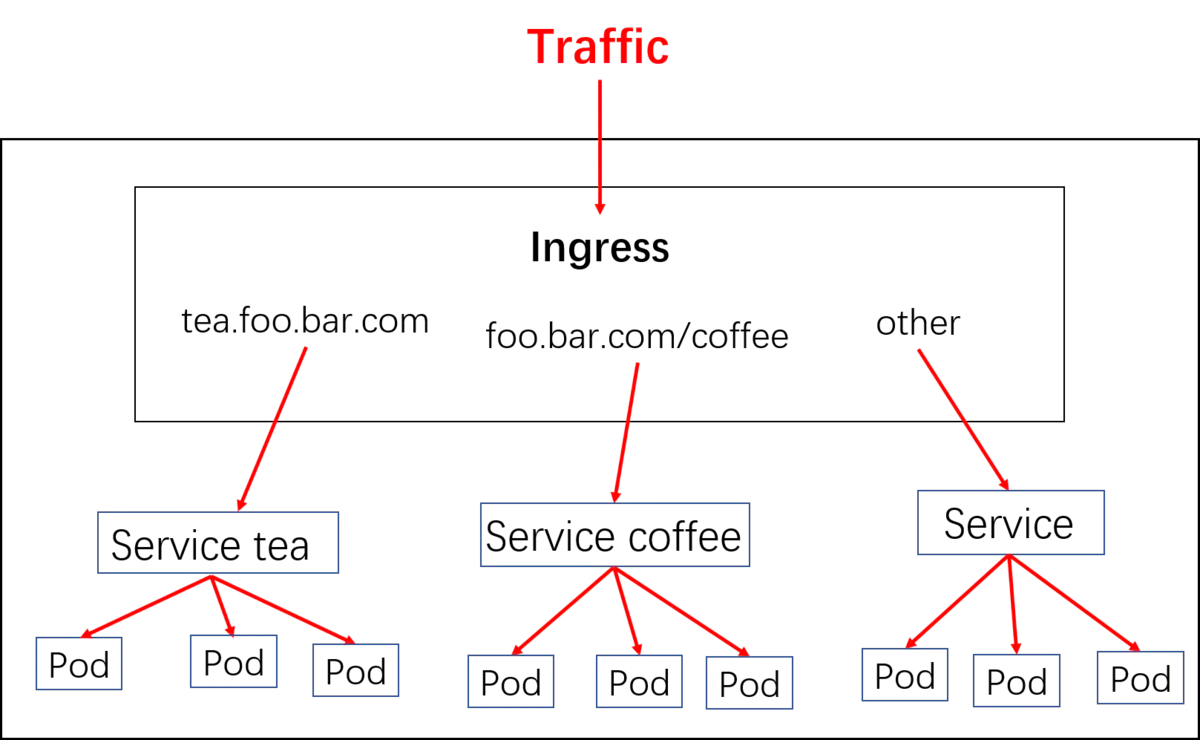 Traffic
Ingress
tea.foo.bar.com
foo.bar.com/coffee
other
Service tea
Service coffee
Service
Pod
Pod
Pod
Pod
Pod
Pod
Pod
Pod
Pod